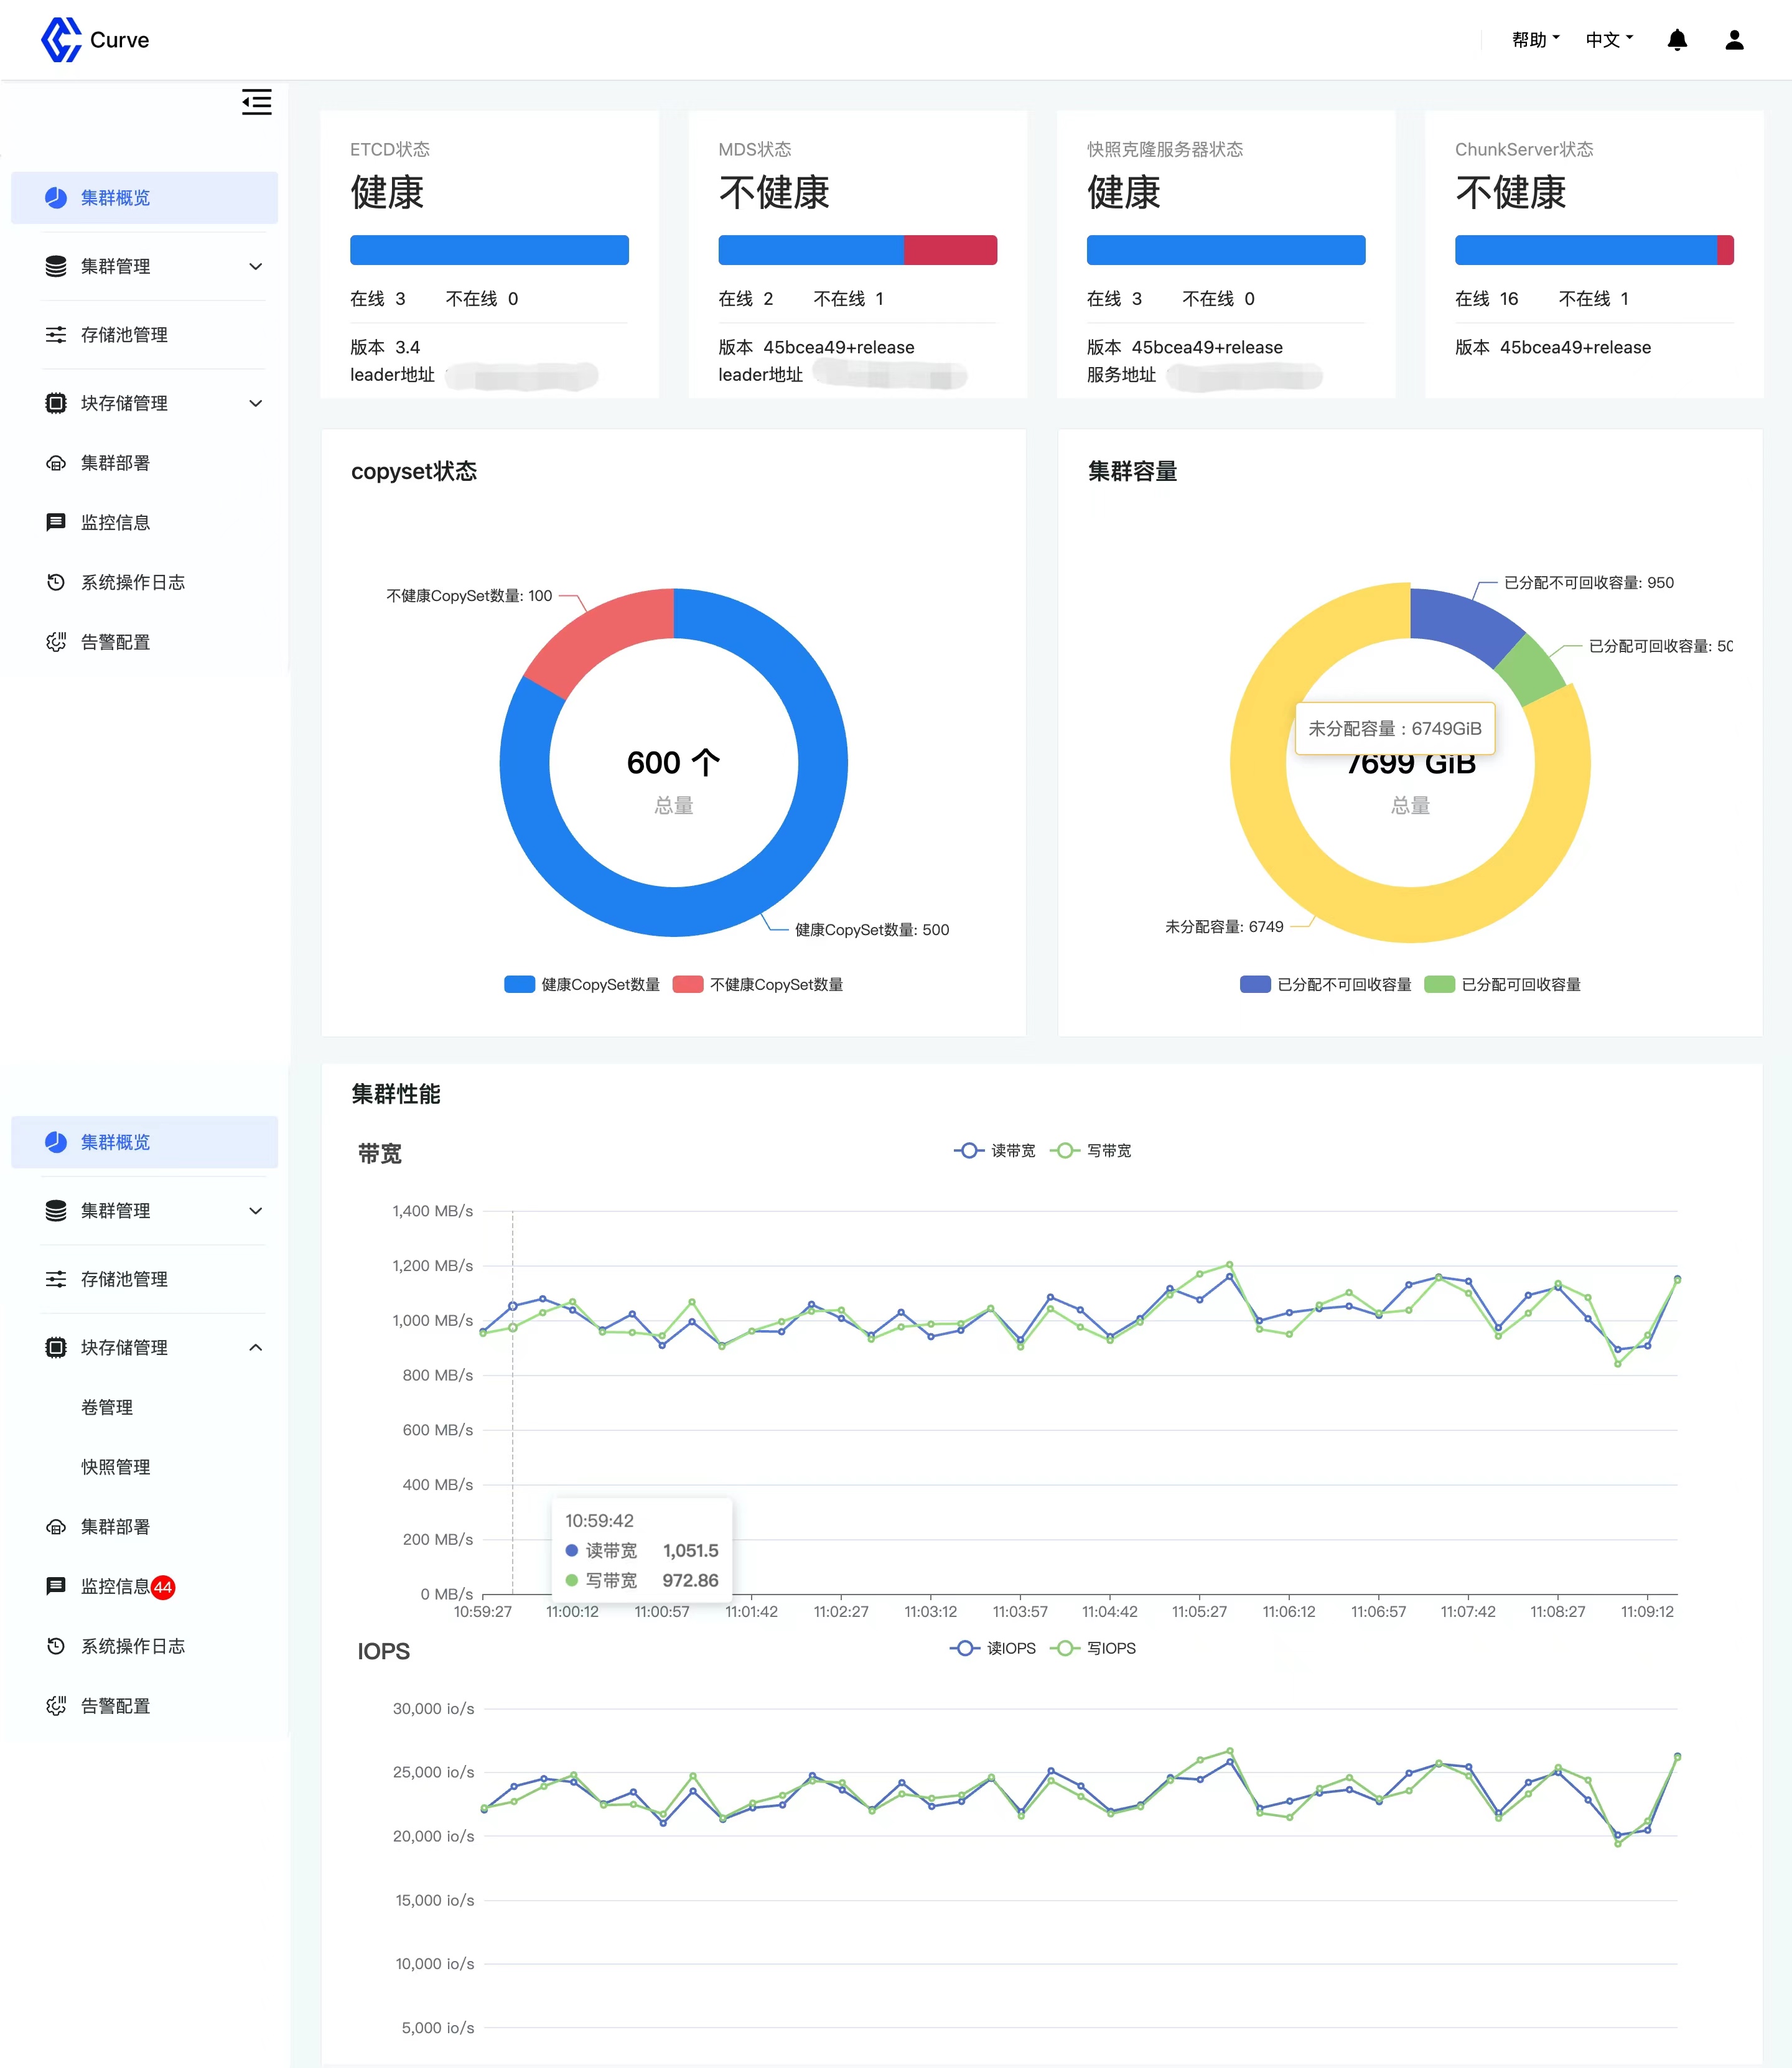 Curve
帮助
中文
集群概览
集群管理
存储池管理
块存储管理
集群部署
监控信息
系统操作日志
告警配置
ETCD状态
健康
在线 3 不在线 0
版本 3.4
leader地址
MDS状态
不健康
在线 2 不在线 1
版本 45bcea49+release
leader地址
快照克隆服务器状态
健康
在线 3 不在线 0
版本 45bcea49+release
服务地址
ChunkServer状态
不健康
在线 16 不在线 1
版本 45bcea49+release
copyset状态
不健康CopySet数量: 100
600 个
总量
健康CopySet数量: 500
健康CopySet数量 不健康CopySet数量
集群容量
已分配不可回收容量: 950
已分配可回收容量: 50
未分配容量 : 6749GiB
7699 GiB
总量
未分配容量: 6749
已分配不可回收容量 已分配可回收容量
集群概览
集群管理
存储池管理
块存储管理
卷管理
快照管理
集群部署
监控信息 44
系统操作日志
告警配置
集群性能
带宽
读带宽 写带宽
1,400 MB/s
1,200 MB/s
1,000 MB/s
800 MB/s
600 MB/s
400 MB/s
200 MB/s
0 MB/s
10:59:42
读带宽 1,051.5
写带宽 972.86
10:59:27 11:00:12 11:00:57 11:01:42 11:02:27 11:03:12 11:03:57 11:04:42 11:05:27 11:06:12 11:06:57 11:07:42 11:08:27 11:09:12
IOPS
读IOPS 写IOPS
30,000 io/s
25,000 io/s
20,000 io/s
15,000 io/s
10,000 io/s
5,000 io/s